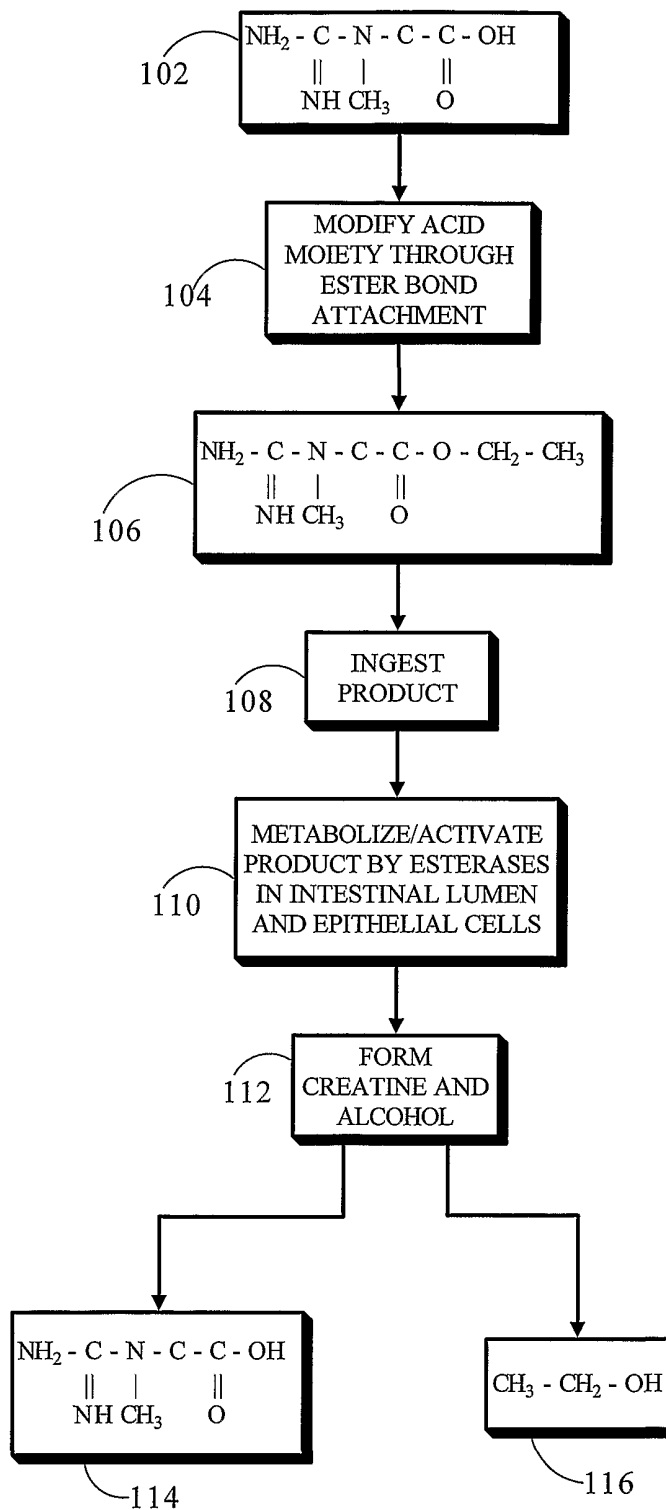 102
NH₂ - C - N - C - C - OH
|| | ||
NH CH₃ O
104
MODIFY ACID
MOIETY THROUGH
ESTER BOND
ATTACHMENT
106
NH₂ - C - N - C - C - O - CH₂ - CH₃
|| | ||
NH CH₃ O
108
INGEST
PRODUCT
110
METABOLIZE/ACTIVATE
PRODUCT BY ESTERASES
IN INTESTINAL LUMEN
AND EPITHELIAL CELLS
112
FORM
CREATINE AND
ALCOHOL
NH₂ - C - N - C - C - OH
|| | ||
NH CH₃ O
114
CH₃ - CH₂ - OH
116